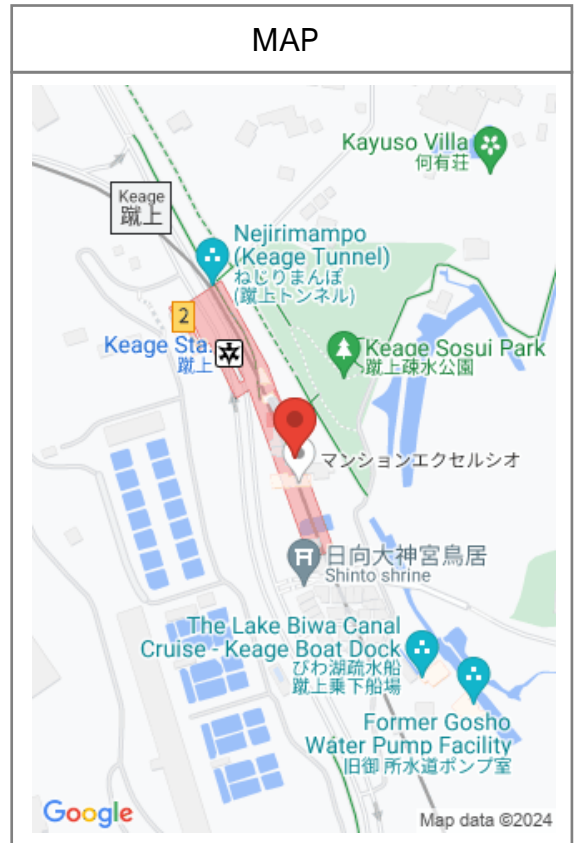 MAP
Kayuso Villa
何有荘
Keage
蹴上
Nejirimampo
(Keage Tunnel)
ねじりまんぽ
(蹴上トンネル)
2
Keage Sta.
蹴上
Keage Sosui Park
蹴上疎水公園
マンションエクセルシオ
日向大神宮鳥居
Shinto shrine
The Lake Biwa Canal
Cruise - Keage Boat Dock
びわ湖疏水船
蹴上乗下船場
Former Gosho
Water Pump Facility
旧御所水道ポンプ室
Google
Map data ©2024